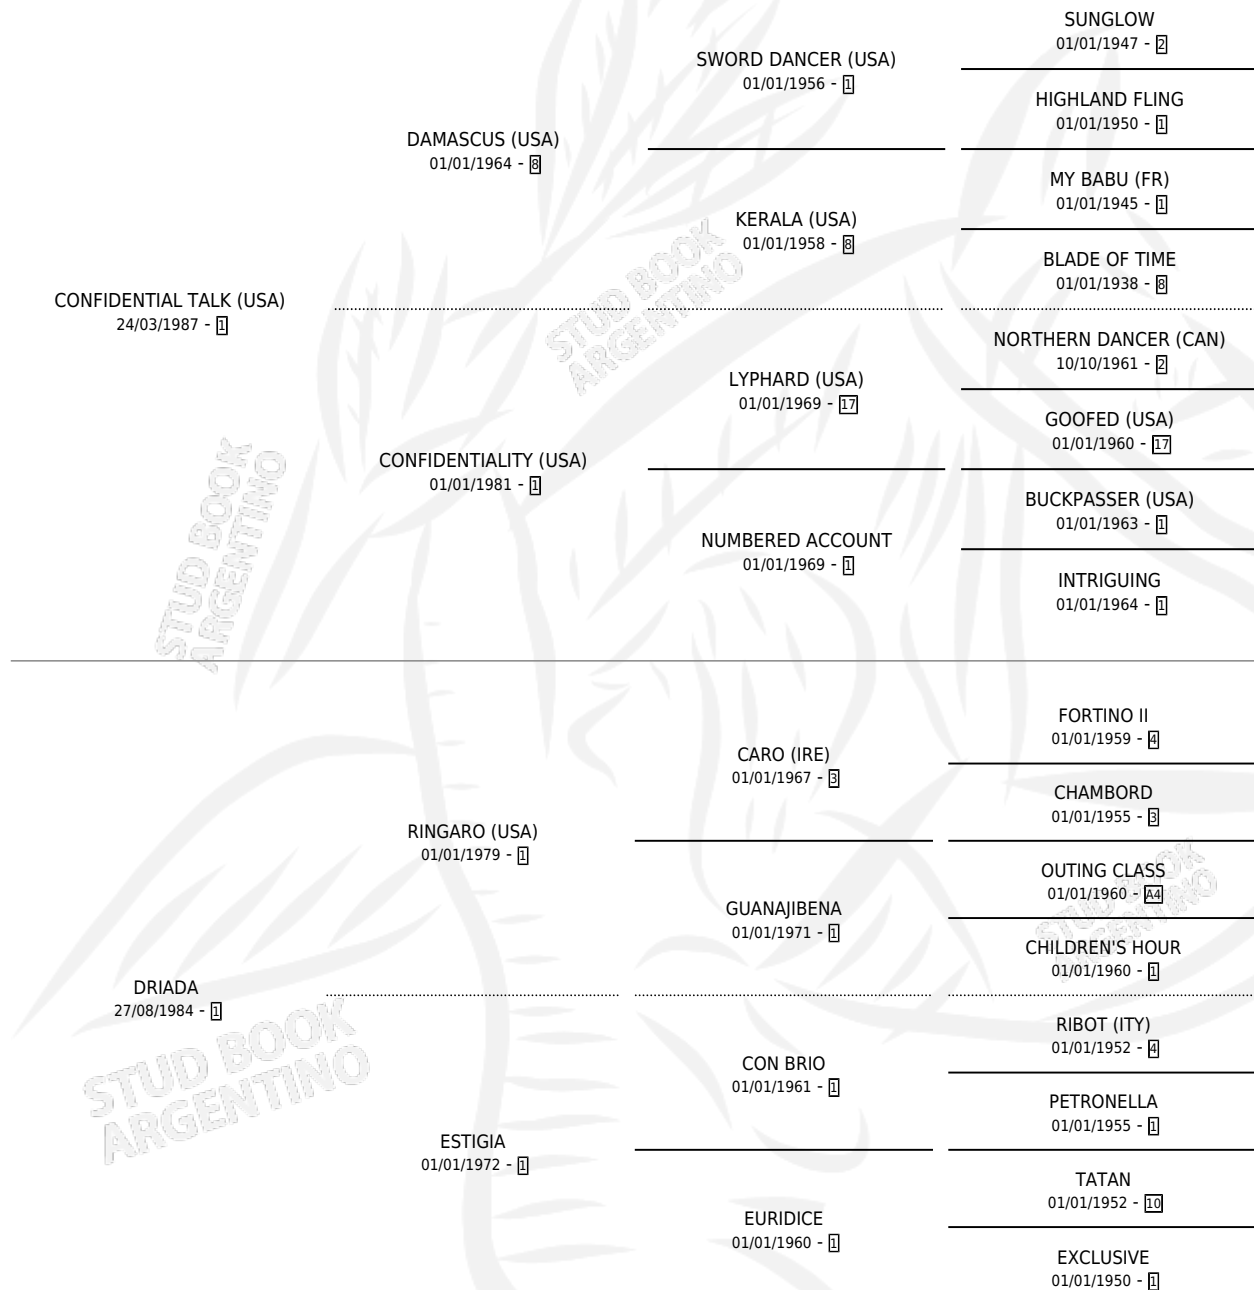 SUNGLOW
01/01/1947 - 2
SWORD DANCER (USA)
01/01/1956 - 1
HIGHLAND FLING
01/01/1950 - 1
DAMASCUS (USA)
01/01/1964 - 8
MY BABU (FR)
01/01/1945 - 1
KERALA (USA)
01/01/1958 - 8
BLADE OF TIME
01/01/1938 - 8
CONFIDENTIAL TALK (USA)
24/03/1987 - 1
NORTHERN DANCER (CAN)
10/10/1961 - 2
LYPHARD (USA)
01/01/1969 - 17
GOOFED (USA)
01/01/1960 - 17
CONFIDENTIALITY (USA)
01/01/1981 - 1
BUCKPASSER (USA)
01/01/1963 - 1
NUMBERED ACCOUNT
01/01/1969 - 1
INTRIGUING
01/01/1964 - 1
FORTINO II
01/01/1959 - 4
CARO (IRE)
01/01/1967 - 3
CHAMBORD
01/01/1955 - 3
RINGARO (USA)
01/01/1979 - 1
OUTING CLASS
01/01/1960 - A4
GUANAJIBENA
01/01/1971 - 1
CHILDREN'S HOUR
01/01/1960 - 1
DRIADA
27/08/1984 - 1
RIBOT (ITY)
01/01/1952 - 4
CON BRIO
01/01/1961 - 1
PETRONELLA
01/01/1955 - 1
ESTIGIA
01/01/1972 - 1
TATAN
01/01/1952 - 10
EURIDICE
01/01/1960 - 1
EXCLUSIVE
01/01/1950 - 1
STUD BOOK
ARGENTINO
STUD BOOK
ARGENTINO
STUD BOOK
ARGENTINO
STUD BOOK
ARGENTINO